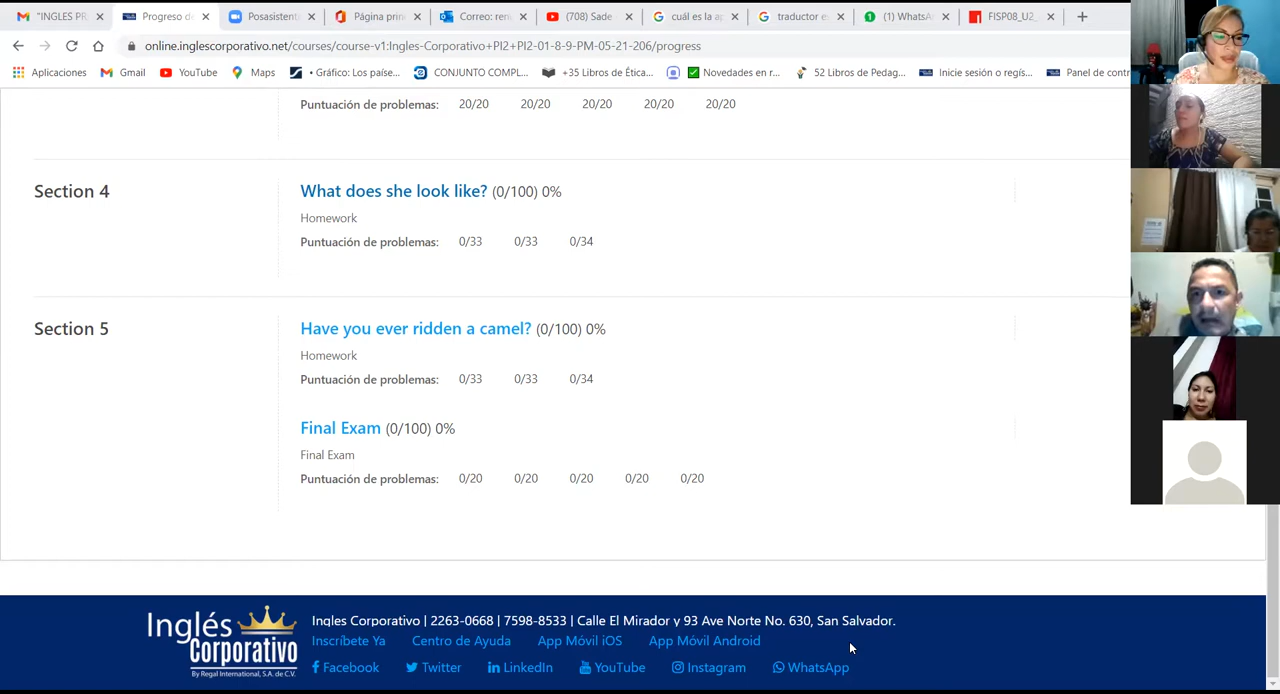 "INGLES PR
Progreso de
Posasistent
Página prin
Correo: ren
(708) Sade
cuál es la ap
traductor es
(1) WhatsA
FISP08_U2_
online.inglescorporativo.net/courses/course-v1:Ingles-Corporativo+PI2+PI2-01-8-9-PM-05-21-206/progress
Aplicaciones
Gmail
YouTube
Maps
• Gráfico: Los paíse...
CONJUNTO COMPL...
+35 Libros de Ética...
Novedades en r...
52 Libros de Pedag...
Inicie sesión o regís...
Panel de contr
Puntuación de problemas: 20/20 20/20 20/20 20/20 20/20
Section 4
What does she look like? (0/100) 0%
Homework
Puntuación de problemas: 0/33 0/33 0/34
Section 5
Have you ever ridden a camel? (0/100) 0%
Homework
Puntuación de problemas: 0/33 0/33 0/34
Final Exam (0/100) 0%
Final Exam
Puntuación de problemas: 0/20 0/20 0/20 0/20 0/20
Inglés
Corporativo
By Regal International, S.A. de C.V.
Ingles Corporativo | 2263-0668 | 7598-8533 | Calle El Mirador y 93 Ave Norte No. 630, San Salvador.
Inscríbete Ya Centro de Ayuda App Móvil iOS App Móvil Android
Facebook Twitter LinkedIn YouTube Instagram WhatsApp